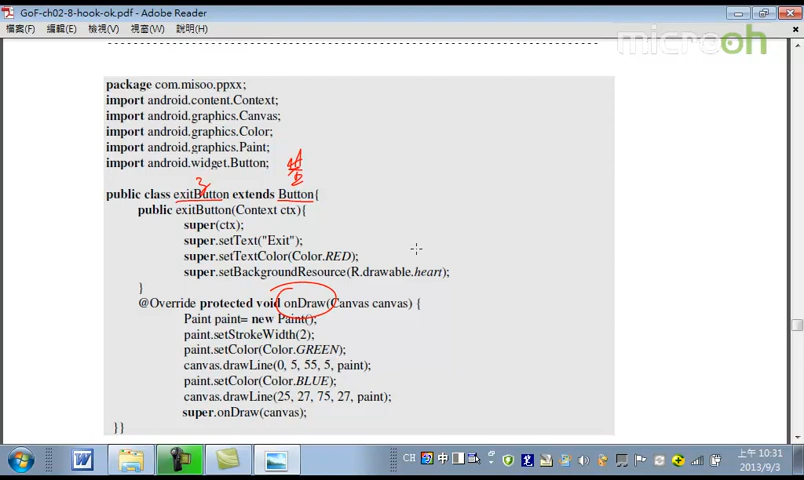 GoF-ch02-8-hook-ok.pdf - Adobe Reader
檔案(F) 編輯(E) 檢視(V) 視窗(W) 說明(H)
microoh
package com.misoo.ppxx;
import android.content.Context;
import android.graphics.Canvas;
import android.graphics.Color;
import android.graphics.Paint;
import android.widget.Button;
public class exitButton extends Button{
public exitButton(Context ctx){
super(ctx);
super.setText("Exit");
super.setTextColor(Color.RED);
super.setBackgroundResource(R.drawable.heart);
}
@Override protected void onDraw(Canvas canvas) {
Paint paint= new Paint();
paint.setStrokeWidth(2);
paint.setColor(Color.GREEN);
canvas.drawLine(0, 5, 55, 5, paint);
paint.setColor(Color.BLUE);
canvas.drawLine(25, 27, 75, 27, paint);
super.onDraw(canvas);
}}
CH 中
上午 10:31
2013/9/3